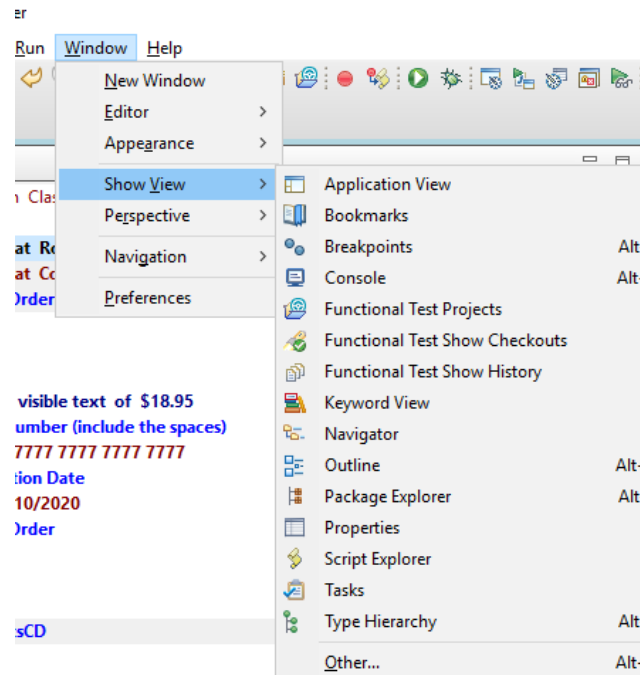 er
Run Window Help
New Window
Editor
Appearance
Show View
Perspective
Navigation
Preferences
Application View
Bookmarks
Breakpoints Alt
Console Alt-
Functional Test Projects
Functional Test Show Checkouts
Functional Test Show History
Keyword View
Navigator
Outline Alt-
Package Explorer Alt
Properties
Script Explorer
Tasks
Type Hierarchy Alt
Other... Alt-
n Clas
at Ro
at Co
Order
visible text of $18.95
umber (include the spaces)
7777 7777 7777 7777
tion Date
10/2020
Order
sCD